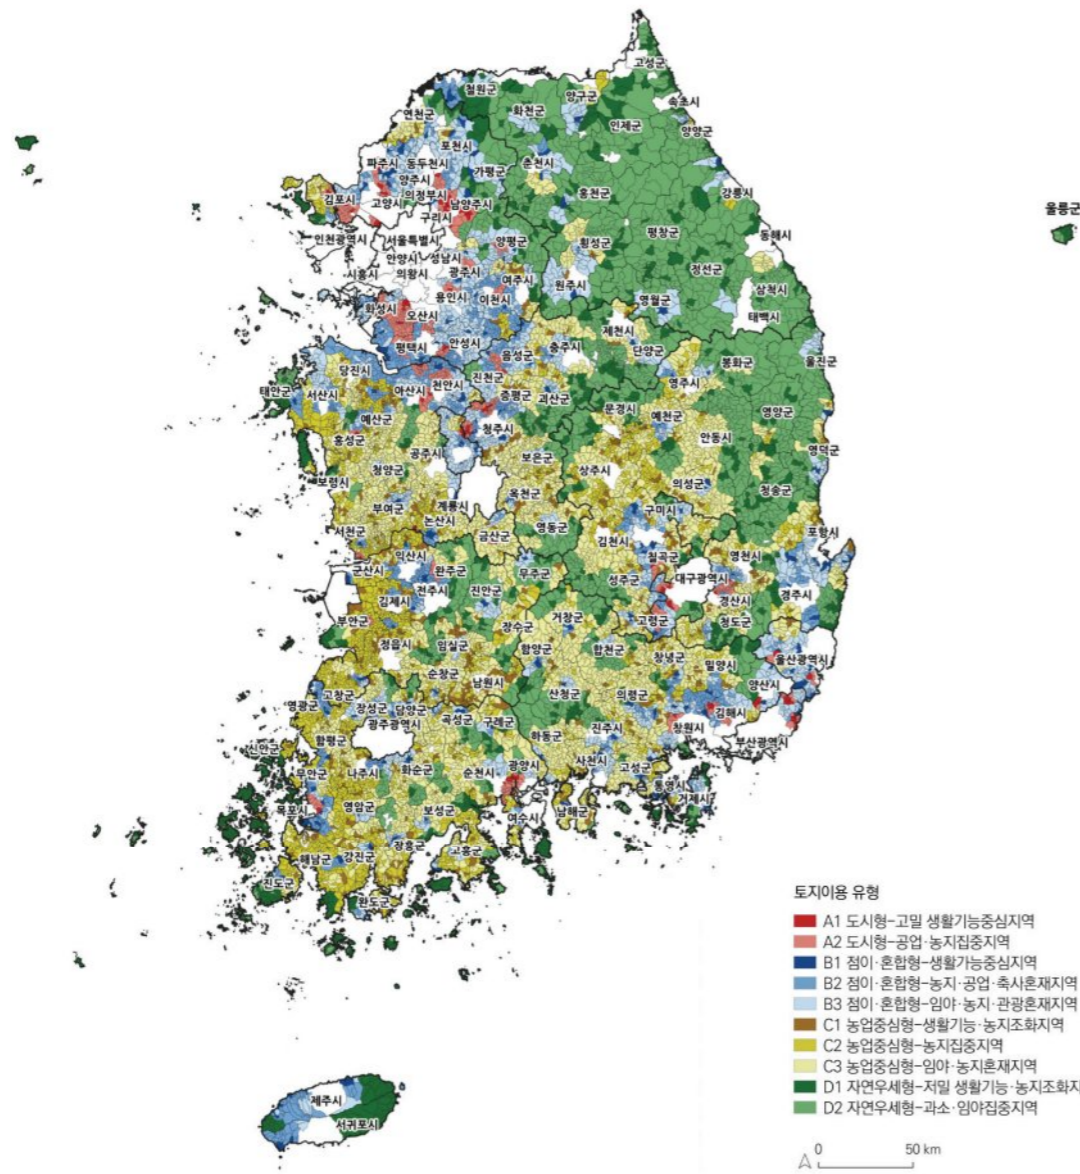 고성군
속초시
양양군
양구군
철원군
화천군
인제군
연천군
포천시
파주시 동두천시
양주시
가평군
춘천시
홍천군
강릉시
김포시
고양시
의정부시
남양주시
구리시
인천광역시
서울특별시
양평군
횡성군
평창군
동해시
안양시
성남시
시흥시
의왕시
광주시
여주시
원주시
정선군
삼척시
태백시
용인시
이천시
영월군
화성시
오산시
평택시
안성시
울릉군
음성군
충주시
제천시
단양군
봉화군
울진군
당진시
아산시
천안시
진천군
증평군
괴산군
영주시
태안군
서산시
예산군
청주시
문경시
예천군
영양군
홍성군
공주시
안동시
영덕군
청양군
보은군
상주시
의성군
청송군
보령시
부여군
계룡시
논산시
옥천군
구미시
서천군
금산군
영동군
김천시
포항시
익산시
군산시
완주군
무주군
칠곡군
영천시
전주시
김제시
진안군
성주군
대구광역시
경산시
경주시
부안군
장수군
거창군
고령군
청도군
정읍시
임실군
함양군
합천군
창녕군
밀양시
울산광역시
순창군
남원시
산청군
의령군
양산시
고창군
영광군
장성군
담양군
광주광역시
곡성군
구례군
하동군
진주시
창원시
김해시
부산광역시
신안군
함평군
무안군
나주시
화순군
순천시
광양시
사천시
고성군
통영시
거제시
목포시
영암군
보성군
여수시
남해군
해남군
강진군
장흥군
고흥군
진도군
완도군
제주시
서귀포시
토지이용 유형
A1 도시형-고밀 생활기능중심지역
A2 도시형-공업·농지집중지역
B1 점이·혼합형-생활가능중심지역
B2 점이·혼합형-농지·공업·축사혼재지역
B3 점이·혼합형-임야·농지·관광혼재지역
C1 농업중심형-생활기능·농지조화지역
C2 농업중심형-농지집중지역
C3 농업중심형-임야·농지혼재지역
D1 자연우세형-저밀 생활기능·농지조화지
D2 자연우세형-과소·임야집중지역
0 50 km